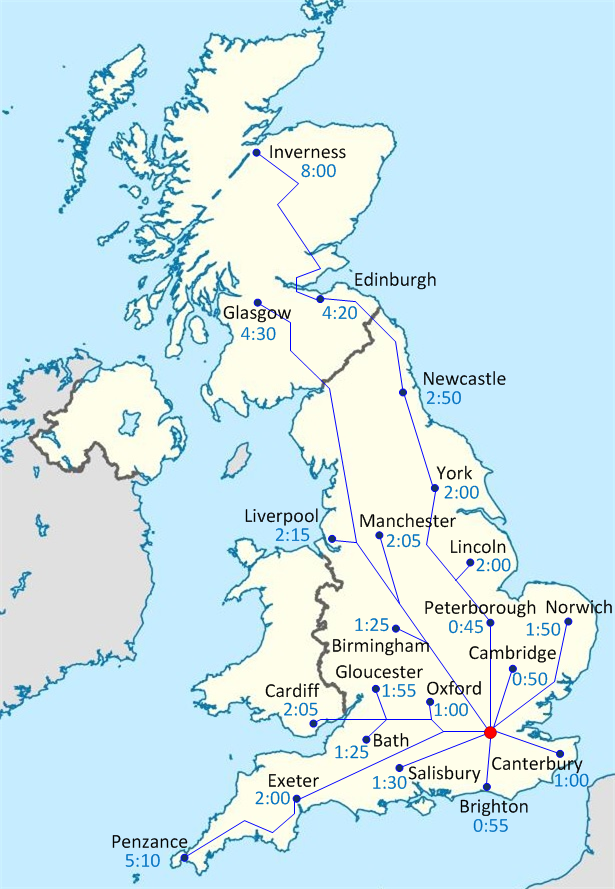 Inverness
8:00
Edinburgh
4:20
Glasgow
4:30
Newcastle
2:50
York
2:00
Liverpool
2:15
Manchester
2:05
Lincoln
2:00
Peterborough
0:45
Norwich
1:50
1:25
Birmingham
Cambridge
0:50
Gloucester
1:55
Oxford
1:00
Cardiff
2:05
Bath
1:25
Salisbury
1:30
Canterbury
1:00
Exeter
2:00
Brighton
0:55
Penzance
5:10